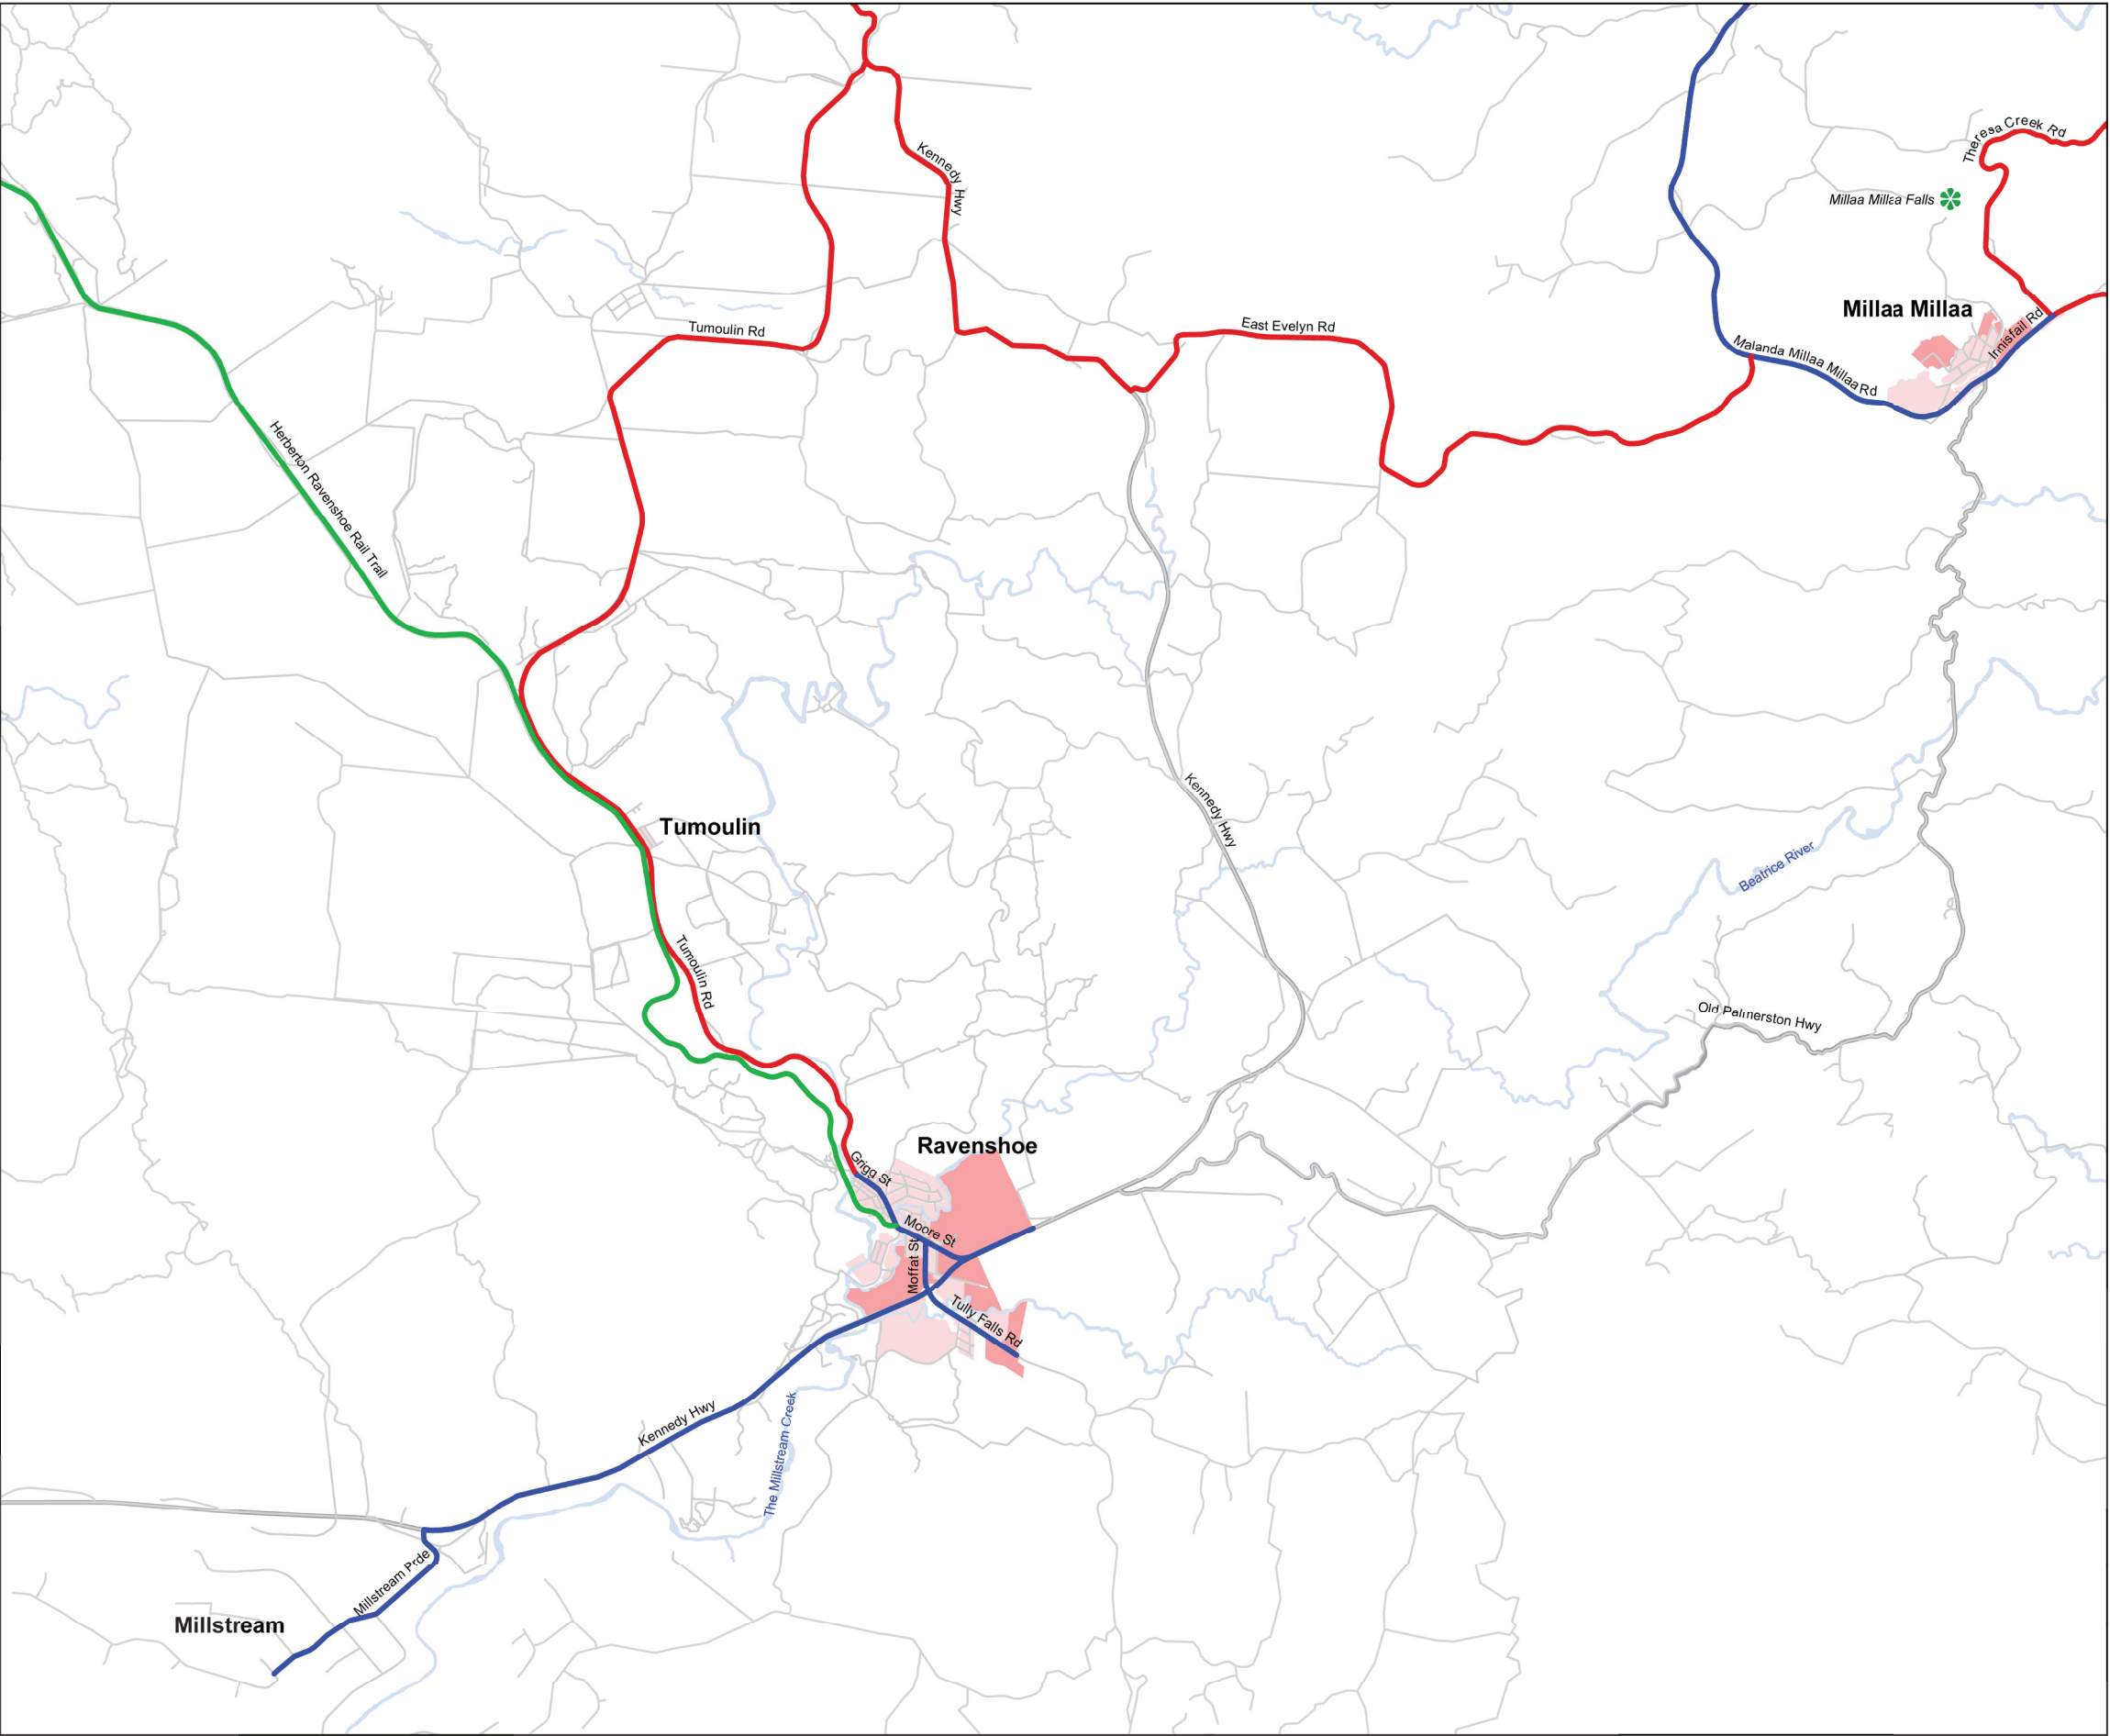 Kennedy Hwy
Theresa Creek Rd
Millaa Millaa Falls
Millaa Millaa
Innisfail Rd
Tumoulin Rd
East Evelyn Rd
Malanda Millaa Millaa Rd
Herberton Ravenshoe Rail Trail
Kennedy Hwy
Tumoulin
Beatrice River
Tumoulin Rd
Old Palmerston Hwy
Ravenshoe
Grigg St
Moore St
Moffat St
Tully Falls Rd
Kennedy Hwy
The Millstream Creek
Millstream Prde
Millstream